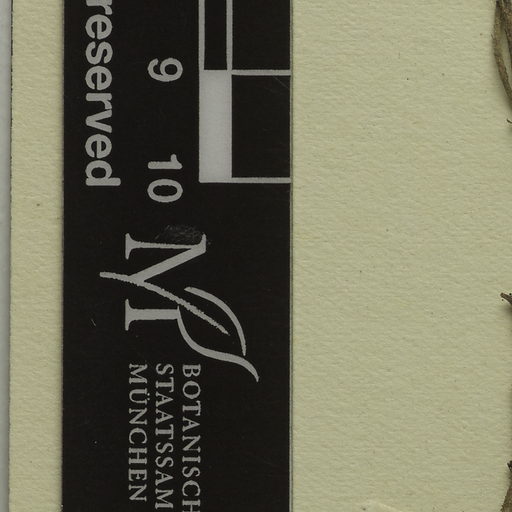 reserved
9 10
M
BOTANISCH
STAATSSAM
MÜNCHEN